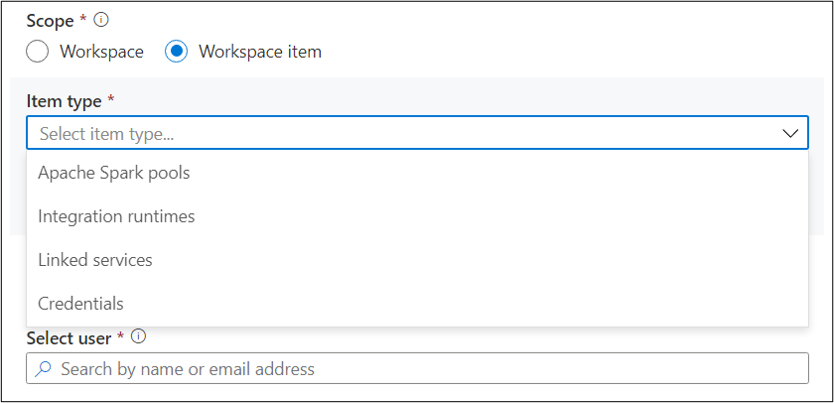 Scope *
Workspace Workspace item
Item type *
Select item type...
Apache Spark pools
Integration runtimes
Linked services
Credentials
Select user *
Search by name or email address